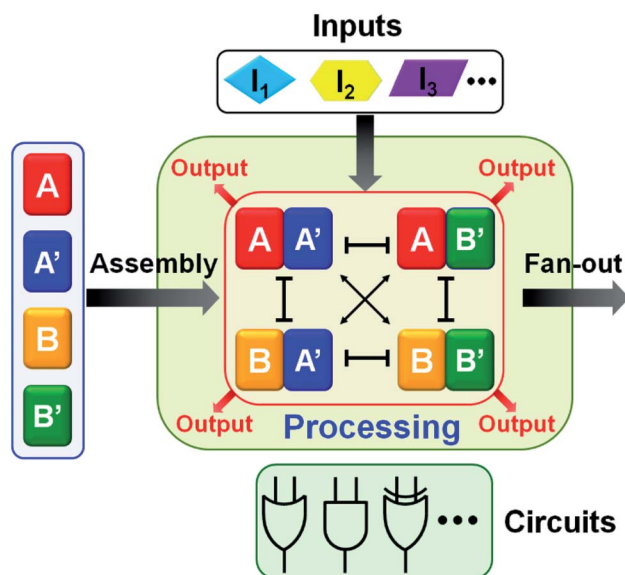 Inputs
I1 I2 I3 •••
Output Output
A
A A' A B'
A'
Assembly Fan-out
B
B A' B B'
B'
Output Output
Processing
••• Circuits